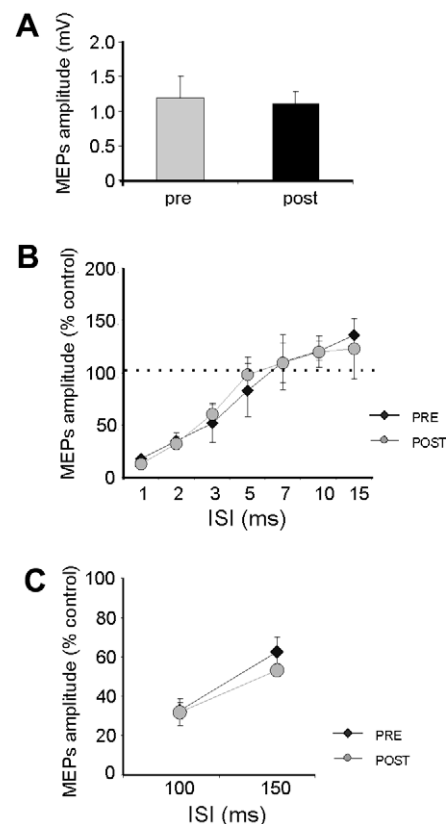 A
MEPs amplitude (mV)
2.0
1.5
1.0
0.5
0
pre post
B
MEPs amplitude (% control)
200
150
100
50
0
1 2 3 5 7 10 15
ISI (ms)
PRE
POST
C
MEPs amplitude (% control)
100
80
60
40
20
0
100 150
ISI (ms)
PRE
POST